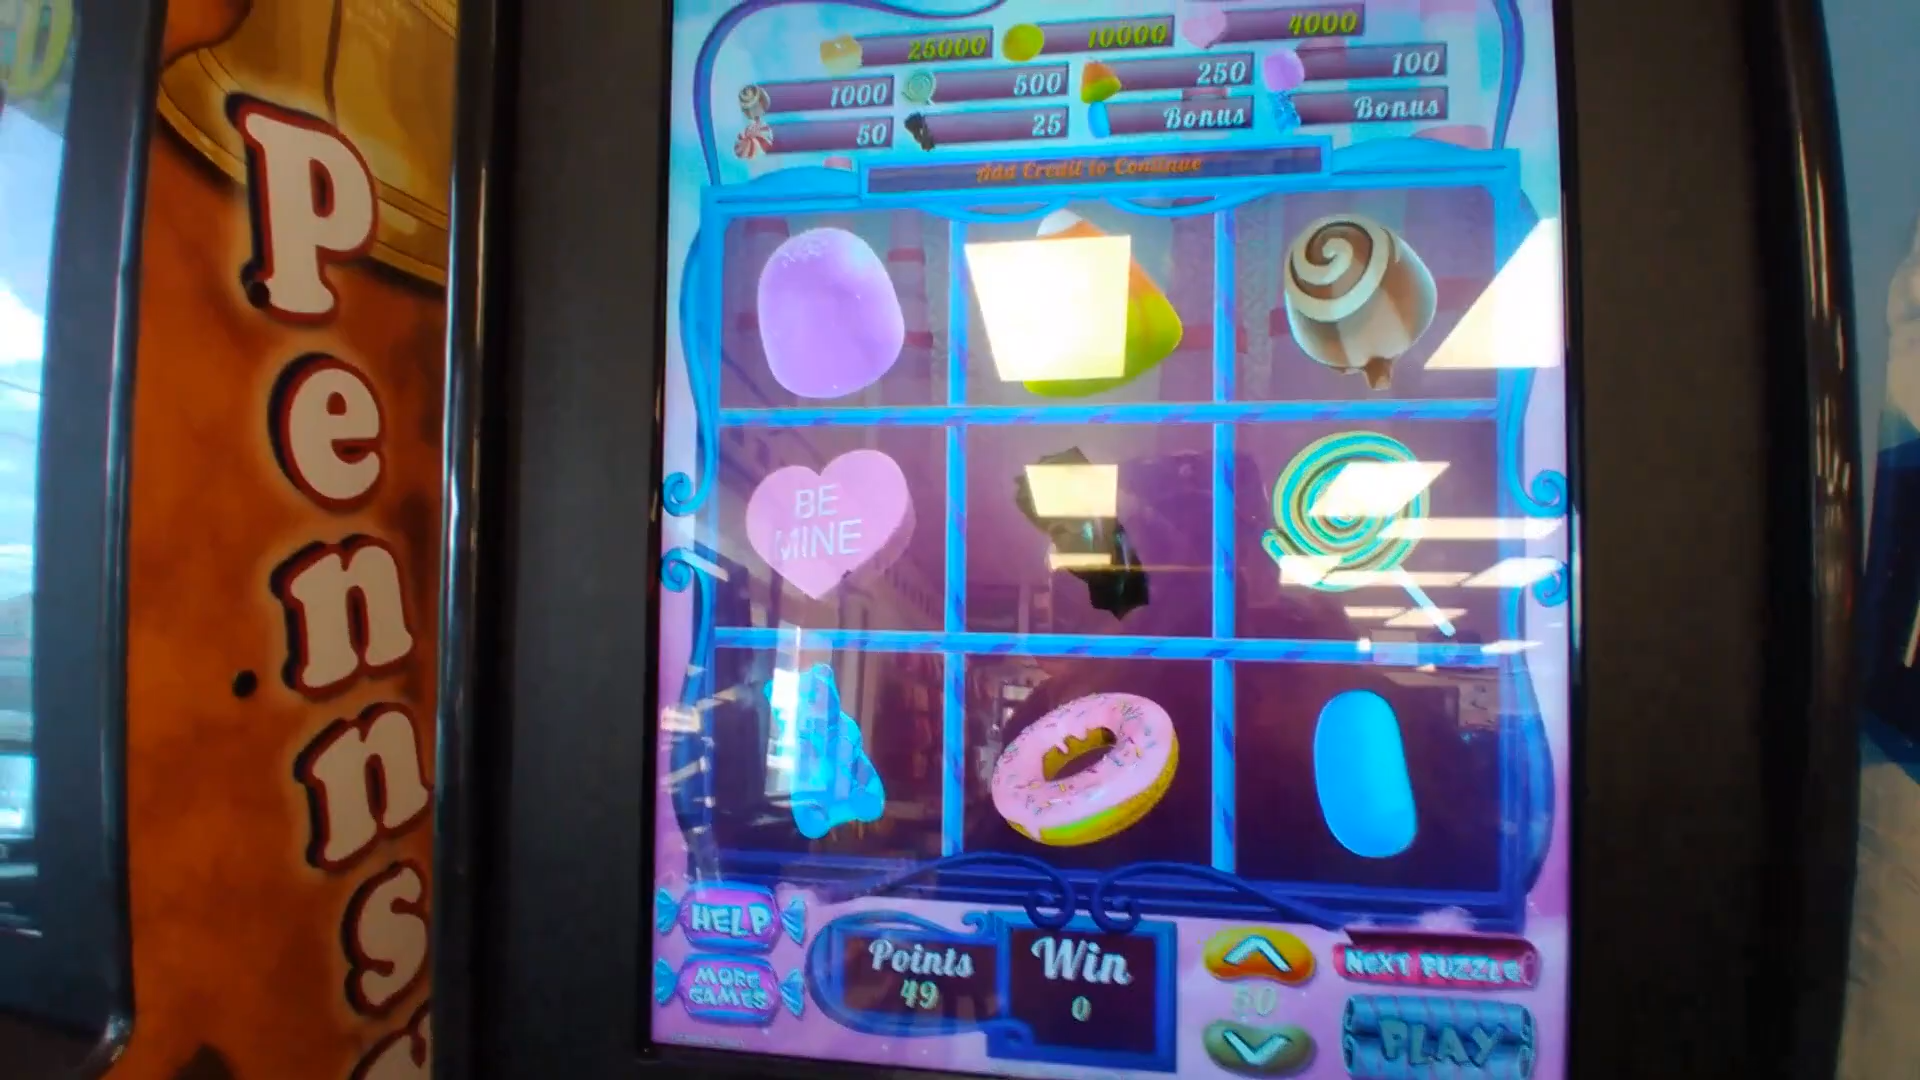 Penns
25000 10000 4000
1000 500 250 100
50 25 Bonus Bonus
Add Credit to Continue
BE
MINE
HELP
MORE
GAMES
Points
49
Win
0
50
NEXT PUZZLE
PLAY